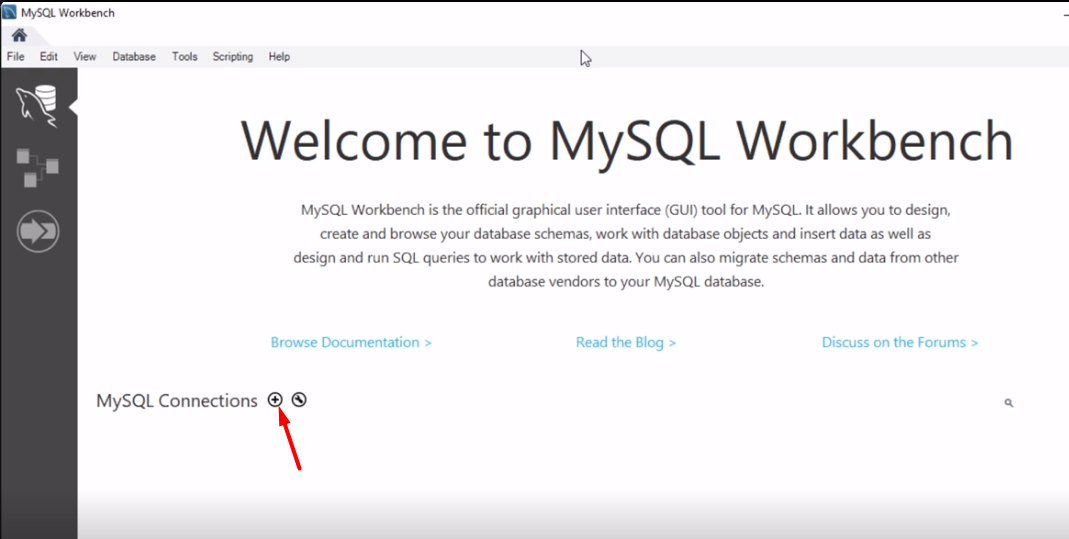 MySQL Workbench
File Edit View Database Tools Scripting Help
Welcome to MySQL Workbench
MySQL Workbench is the official graphical user interface (GUI) tool for MySQL. It allows you to design,
create and browse your database schemas, work with database objects and insert data as well as
design and run SQL queries to work with stored data. You can also migrate schemas and data from other
database vendors to your MySQL database.
Browse Documentation > Read the Blog > Discuss on the Forums >
MySQL Connections